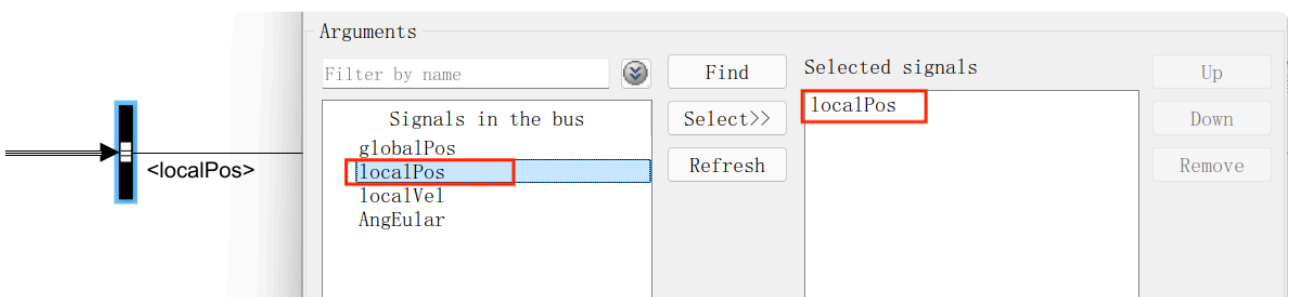 Arguments
Filter by name
Find
Selected signals
Up
Signals in the bus
Select>>
localPos
Down
globalPos
localPos
localVel
AngEular
Refresh
Remove
<localPos>